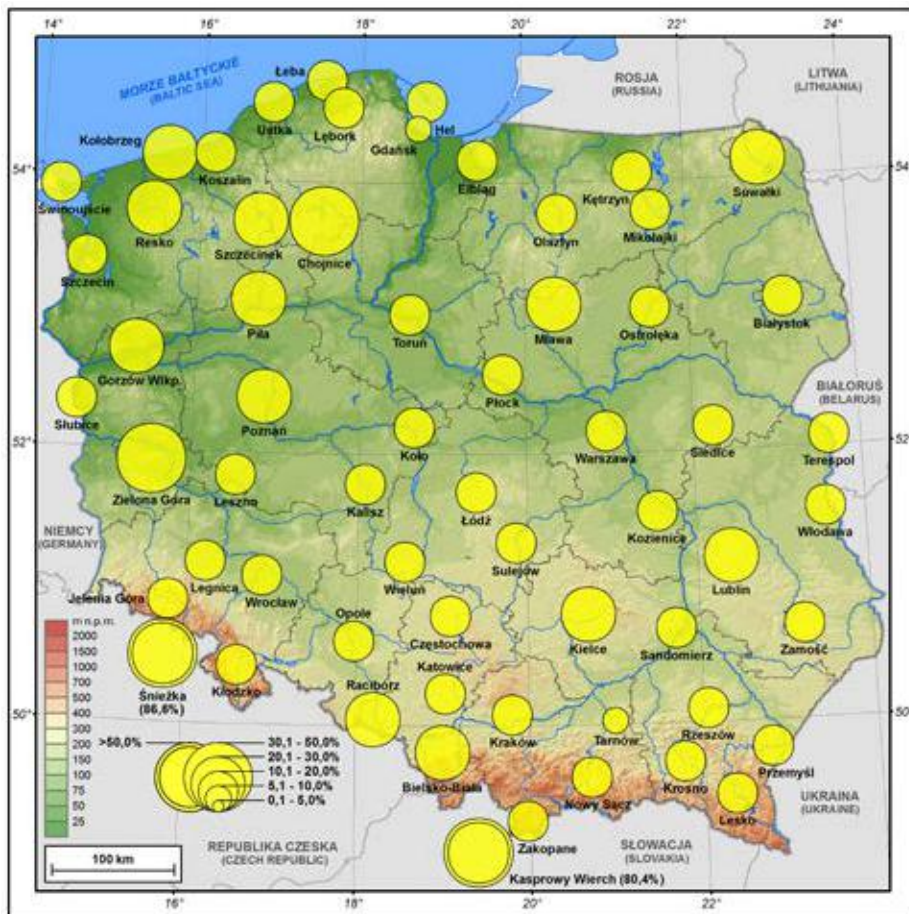 14°
16°
18°
20°
22°
24°
MORZE BAŁTYCKIE
(BALTIC SEA)
ROSJA
(RUSSIA)
LITWA
(LITHUANIA)
Łeba
Ustka
Lębork
Hel
Gdańsk
Kołobrzeg
Koszalin
54°
54°
Elbląg
Kętrzyn
Suwałki
Świnoujście
Resko
Szczecinek
Chojnice
Olsztyn
Mikołajki
Szczecin
Piła
Toruń
Mława
Ostrołęka
Białystok
Gorzów Wlkp.
Płock
BIAŁORUŚ
(BELARUS)
Słubice
Poznań
52°
52°
Koło
Warszawa
Siedlce
Terespol
Zielona Góra
Leszno
Kalisz
Łódź
Kozienice
Włodawa
NIEMCY
(GERMANY)
Sulejów
Lublin
Legnica
Wrocław
Wieluń
Jelenia Góra
Opole
Częstochowa
Kielce
Sandomierz
Zamość
m n.p.m.
2000
1500
1000
700
500
400
300
200
150
100
75
50
25
Śnieżka
(86,6%)
Kłodzko
Katowice
Racibórz
50°
50°
Kraków
Tarnów
Rzeszów
Przemyśl
>50,0%
30,1 - 50,0%
20,1 - 30,0%
10,1 - 20,0%
5,1 - 10,0%
0,1 - 5,0%
Bielsko-Biała
Nowy Sącz
Krosno
Lesko
UKRAINA
(UKRAINE)
Zakopane
100 km
REPUBLIKA CZESKA
(CZECH REPUBLIC)
SŁOWACJA
(SLOVAKIA)
Kasprowy Wierch (80,4%)
16°
18°
20°
22°